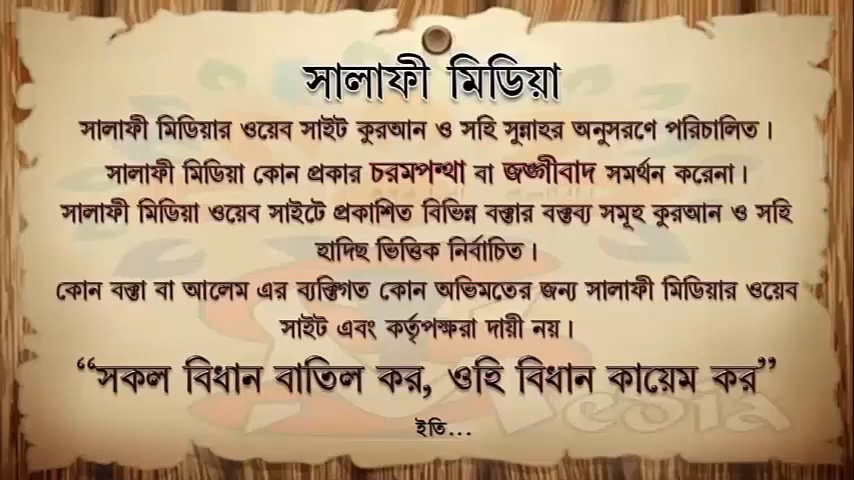 সালাফী মিডিয়া
সালাফী মিডিয়ার ওয়েব সাইট কুরআন ও সহি সুন্নাহর অনুসরণে পরিচালিত।
সালাফী মিডিয়া কোন প্রকার চরমপন্থা বা জঙ্গীবাদ সমর্থন করেনা।
সালাফী মিডিয়া ওয়েব সাইটে প্রকাশিত বিভিন্ন বক্তার বক্তব্য সমূহ কুরআন ও সহি
হাদিছ ভিত্তিক নির্বাচিত।
কোন বক্তা বা আলেম এর ব্যক্তিগত কোন অভিমতের জন্য সালাফী মিডিয়ার ওয়েব
সাইট এবং কর্তৃপক্ষরা দায়ী নয়।
“সকল বিধান বাতিল কর, ওহি বিধান কায়েম কর”
ইতি...